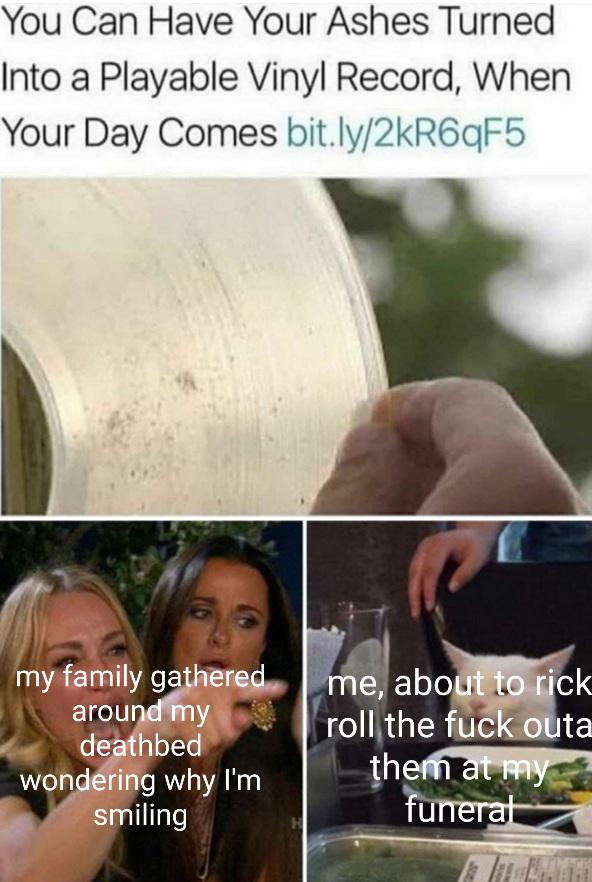 You Can Have Your Ashes Turned
Into a Playable Vinyl Record, When
Your Day Comes bit.ly/2kR6qF5
my family gathered
around my
deathbed
wondering why I'm
smiling
me, about to rick
roll the fuck outa
them at my
funeral
H